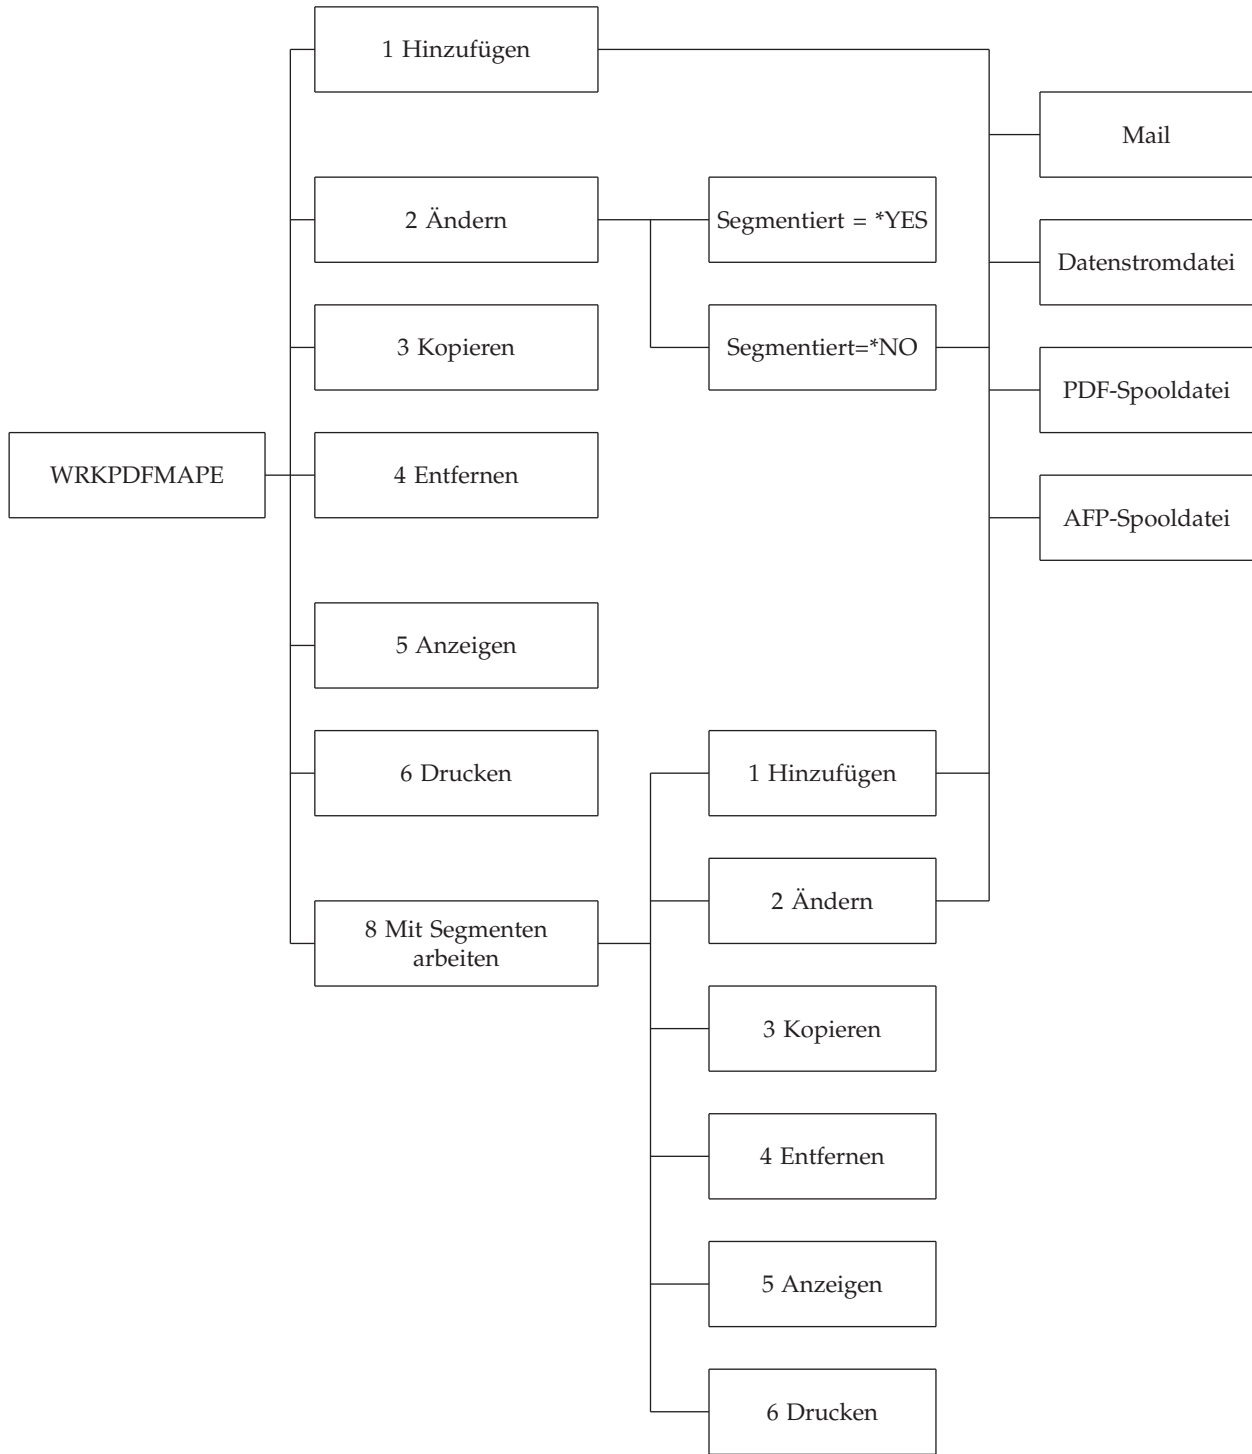 1 Hinzufügen
Mail
2 Ändern
Segmentiert = *YES
Datenstromdatei
3 Kopieren
Segmentiert=*NO
PDF-Spooldatei
WRKPDFMAPE
4 Entfernen
AFP-Spooldatei
5 Anzeigen
6 Drucken
1 Hinzufügen
8 Mit Segmenten
arbeiten
2 Ändern
3 Kopieren
4 Entfernen
5 Anzeigen
6 Drucken